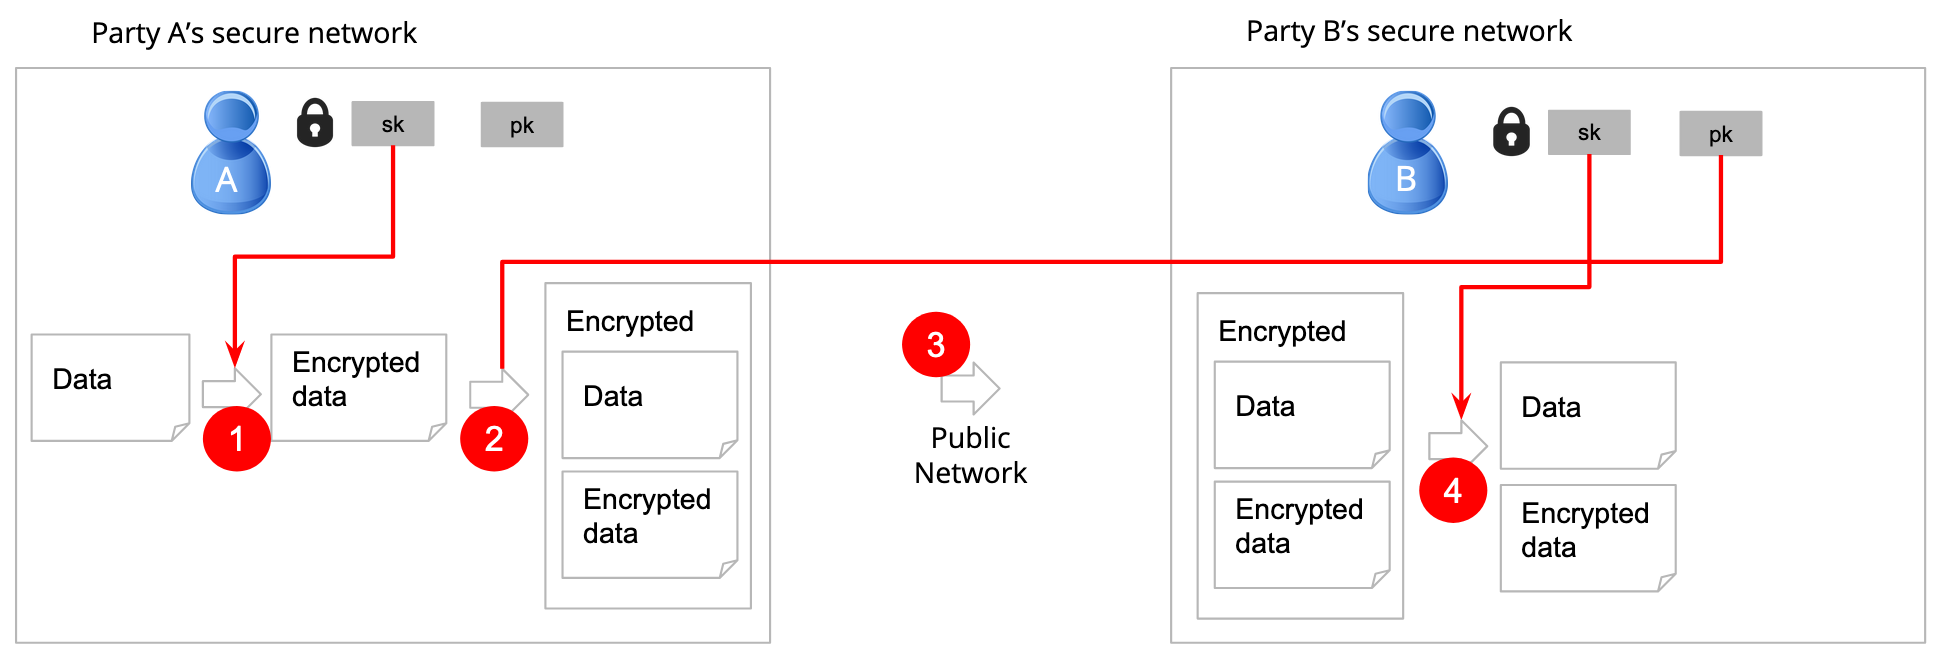 Party A’s secure network
Party B’s secure network
sk
pk
A
sk
pk
B
Data
1
Encrypted
data
2
Encrypted
Data
Encrypted
data
3
Public
Network
Encrypted
Data
Encrypted
data
4
Data
Encrypted
data